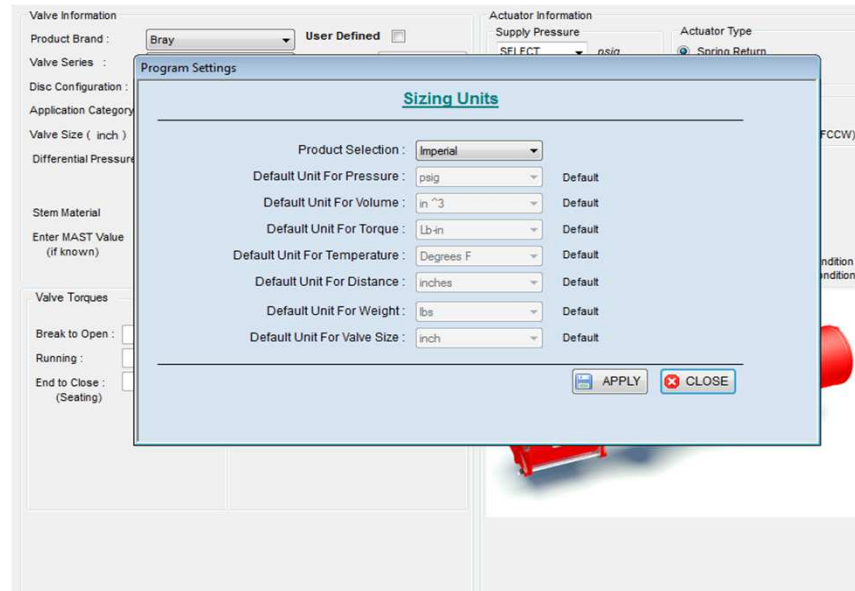 Valve Information
Actuator Information
Product Brand :
Bray
User Defined
Supply Pressure
Actuator Type
SELECT
psig
Spring Return
Valve Series :
Disc Configuration :
Application Category
Valve Size ( inch )
FCCW)
Differential Pressure
Stem Material
Enter MAST Value
(if known)
ndition
ondition
Program Settings
Sizing Units
Product Selection : Imperial
Default Unit For Pressure : psig Default
Default Unit For Volume : in ^3 Default
Default Unit For Torque : Lb-in Default
Default Unit For Temperature : Degrees F Default
Default Unit For Distance : inches Default
Default Unit For Weight : lbs Default
Default Unit For Valve Size : inch Default
APPLY
CLOSE
Valve Torques
Break to Open :
Running :
End to Close :
(Seating)